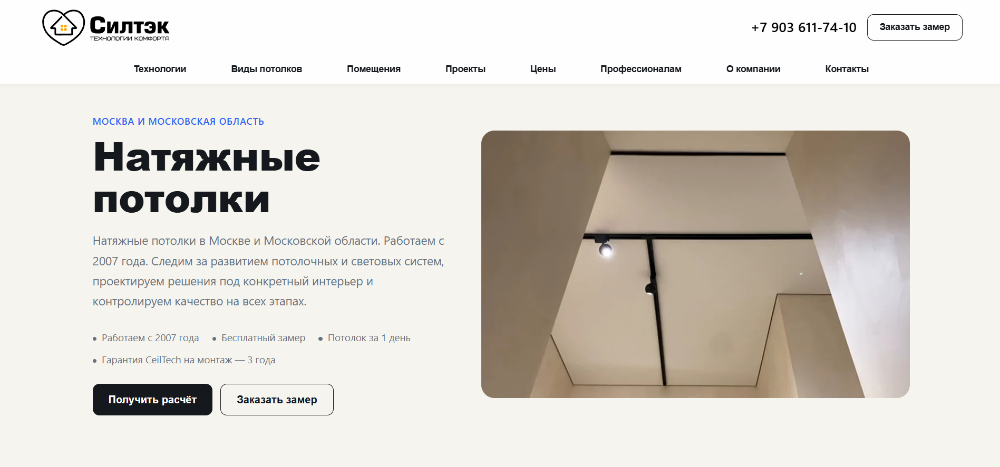 Силтэк
ТЕХНОЛОГИИ КОМФОРТА
+7 903 611-74-10
Заказать замер
Технологии
Виды потолков
Помещения
Проекты
Цены
Профессионалам
О компании
Контакты
МОСКВА И МОСКОВСКАЯ ОБЛАСТЬ
Натяжные
потолки
Натяжные потолки в Москве и Московской области. Работаем с
2007 года. Следим за развитием потолочных и световых систем,
проектируем решения под конкретный интерьер и
контролируем качество на всех этапах.
Работаем с 2007 года
Бесплатный замер
Потолок за 1 день
Гарантия CeilTech на монтаж — 3 года
Получить расчёт
Заказать замер